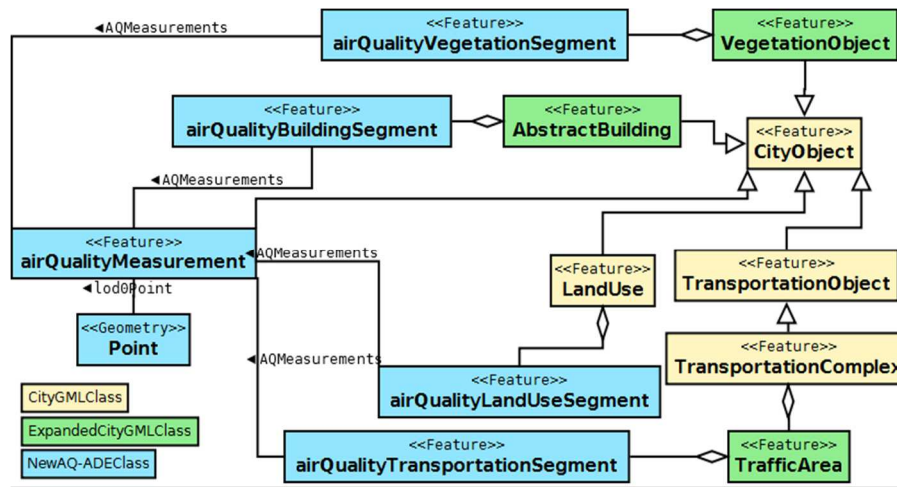 ◄AQMeasurements
<<Feature>>
airQualityVegetationSegment
<<Feature>>
VegetationObject
<<Feature>>
airQualityBuildingSegment
<<Feature>>
AbstractBuilding
<<Feature>>
CityObject
◄AQMeasurements
<<Feature>>
airQualityMeasurement
◄AQMeasurements
<<Feature>>
LandUse
<<Feature>>
TransportationObject
◄lod0Point
<<Geometry>>
Point
◄AQMeasurements
<<Feature>>
TransportationComplex
<<Feature>>
airQualityLandUseSegment
CityGMLClass
ExpandedCityGMLClass
NewAQ-ADEClass
<<Feature>>
airQualityTransportationSegment
<<Feature>>
TrafficArea